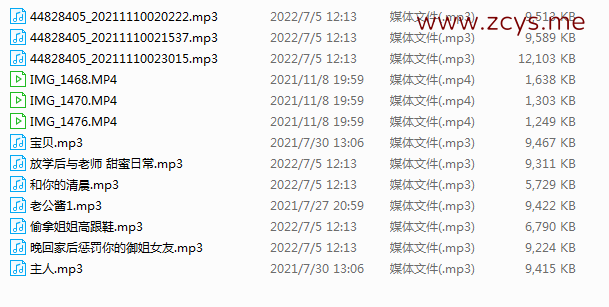 www.zcys.me
44828405_20211110020222.mp3 2022/7/5 12:13 媒体文件(.mp3) 9,513 KB
44828405_20211110021537.mp3 2022/7/5 12:13 媒体文件(.mp3) 9,589 KB
44828405_20211110023015.mp3 2022/7/5 12:13 媒体文件(.mp3) 12,103 KB
IMG_1468.MP4 2021/11/8 19:59 媒体文件(.mp4) 1,638 KB
IMG_1470.MP4 2021/11/8 19:59 媒体文件(.mp4) 1,303 KB
IMG_1476.MP4 2021/11/8 19:59 媒体文件(.mp4) 1,249 KB
宝贝.mp3 2021/7/30 13:06 媒体文件(.mp3) 9,467 KB
放学后与老师 甜蜜日常.mp3 2022/7/5 12:13 媒体文件(.mp3) 9,311 KB
和你的清晨.mp3 2022/7/5 12:13 媒体文件(.mp3) 5,729 KB
老公酱1.mp3 2021/7/27 20:59 媒体文件(.mp3) 9,422 KB
偷拿姐姐高跟鞋.mp3 2022/7/5 12:13 媒体文件(.mp3) 6,790 KB
晚回家后惩罚你的御姐女友.mp3 2022/7/5 12:13 媒体文件(.mp3) 9,224 KB
主人.mp3 2021/7/30 13:06 媒体文件(.mp3) 9,415 KB